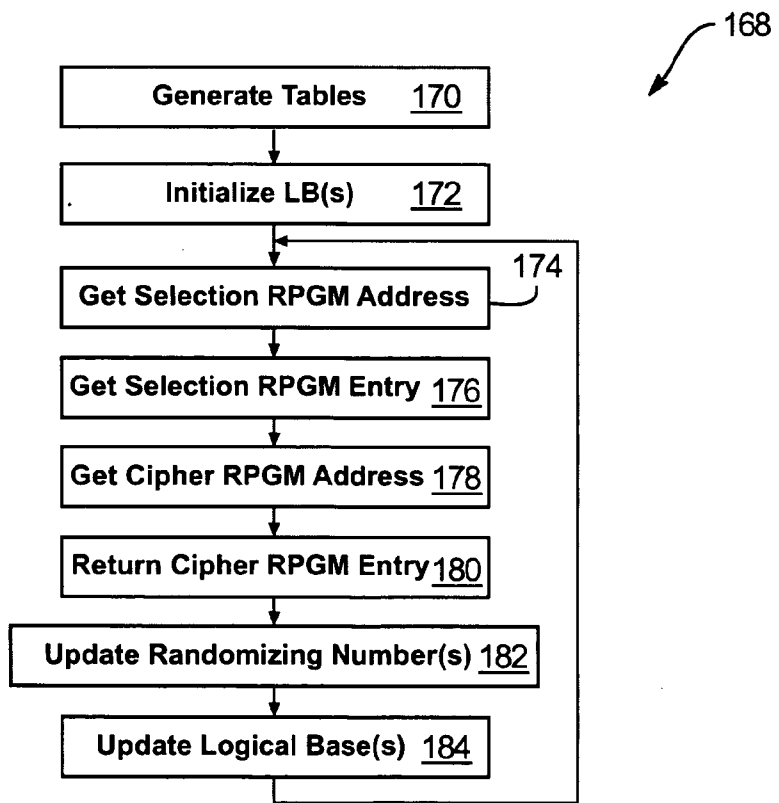 168
Generate Tables 170
Initialize LB(s) 172
174
Get Selection RPGM Address
Get Selection RPGM Entry 176
Get Cipher RPGM Address 178
Return Cipher RPGM Entry 180
Update Randomizing Number(s) 182
Update Logical Base(s) 184